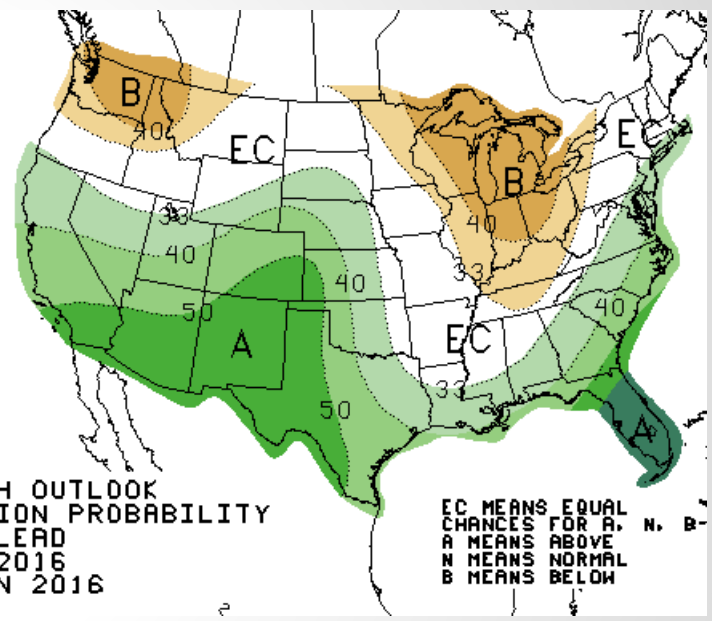 B
40
EC
EC
B
33
40
40
33
40
50
40
A
EC
33
50
A
H OUTLOOK
ION PROBABILITY
LEAD
2016
N 2016
EC MEANS EQUAL
CHANCES FOR A, N, B-
A MEANS ABOVE
N MEANS NORMAL
B MEANS BELOW